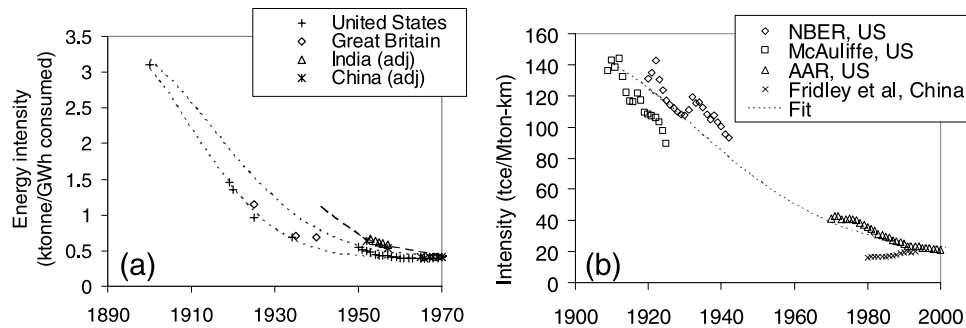 United States
Great Britain
India (adj)
China (adj)
Energy intensity
(ktonne/GWh consumed)
3.5
3
2.5
2
1.5
1
0.5
0
(a)
1890 1910 1930 1950 1970
NBER, US
McAuliffe, US
AAR, US
Fridley et al, China
Fit
Intensity (tce/Mton-km)
160
140
120
100
80
60
40
20
0
(b)
1900 1920 1940 1960 1980 2000